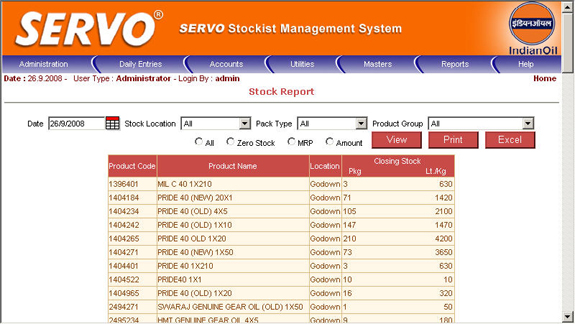 SERVO®
SERVO Stockist Management System
इंडियनऑयल
IndianOil
Administration Daily Entries Accounts Utilities Masters Reports Help
Date : 26.9.2008 - User Type : Administrator - Login By : admin Home
Stock Report
Date 26/9/2008 Stock Location All Pack Type All Product Group All
All Zero Stock MRP Amount View Print Excel
Product Code Product Name Location Closing Stock
Pkg Lt./Kg
1396401 MIL C 40 1X210 Godown 3 630
1404184 PRIDE 40 (NEW) 20X1 Godown 71 1420
1404234 PRIDE 40 (OLD) 4X5 Godown 105 2100
1404242 PRIDE 40 (OLD) 1X10 Godown 147 1470
1404265 PRIDE 40 OLD 1X20 Godown 210 4200
1404271 PRIDE 40 (NEW) 1X50 Godown 73 3650
1404401 PRIDE 40 1X210 Godown 3 630
1404522 PRIDE40 1X1 Godown 10 10
1404965 PRIDE 40 (OLD) 1X20 Godown 16 320
2494271 SWARAJ GENUINE GEAR OIL (OLD) 1X50 Godown 1 50
2495234 HMT GENUINE GEAR OIL 4X5 Godown 9 180